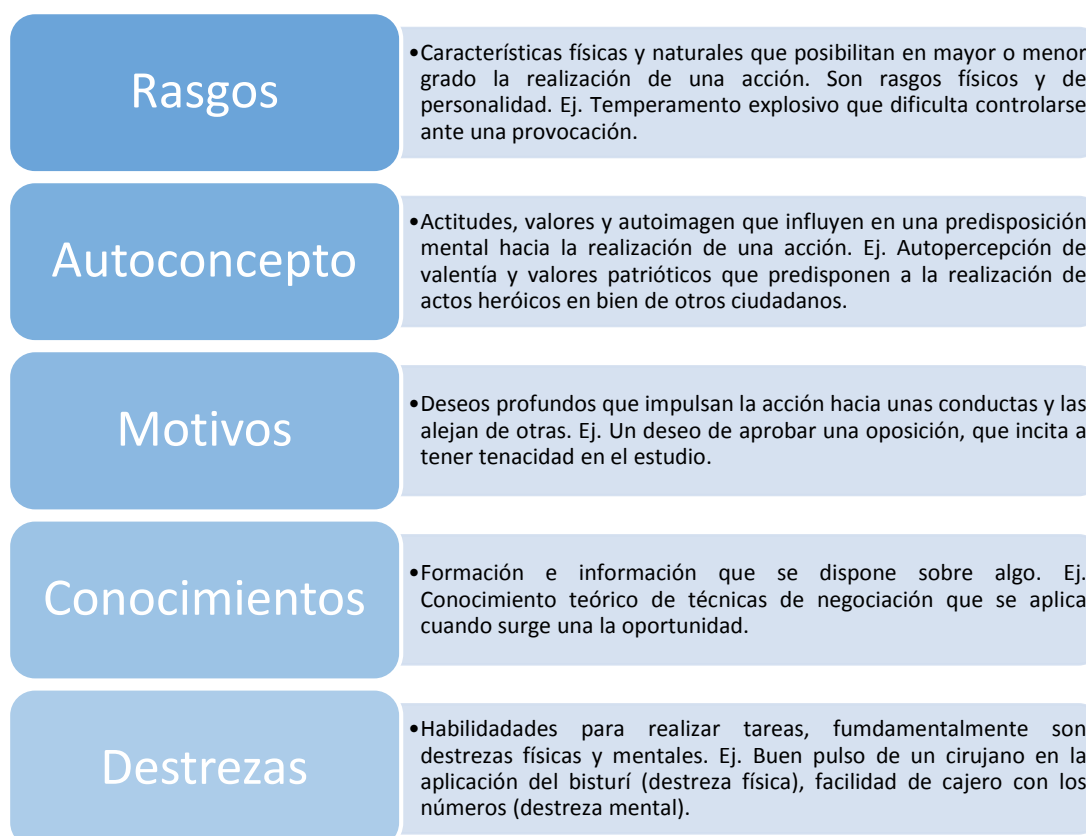 Rasgos
•Características físicas y naturales que posibilitan en mayor o menor
grado la realización de una acción. Son rasgos físicos y de
personalidad. Ej. Temperamento explosivo que dificulta controlarse
ante una provocación.
Autoconcepto
•Actitudes, valores y autoimagen que influyen en una predisposición
mental hacia la realización de una acción. Ej. Autopercepción de
valentía y valores patrióticos que predisponen a la realización de
actos heróicos en bien de otros ciudadanos.
Motivos
•Deseos profundos que impulsan la acción hacia unas conductas y las
alejan de otras. Ej. Un deseo de aprobar una oposición, que incita a
tener tenacidad en el estudio.
Conocimientos
•Formación e información que se dispone sobre algo. Ej.
Conocimiento teórico de técnicas de negociación que se aplica
cuando surge una la oportunidad.
Destrezas
•Habilidadades para realizar tareas, fumdamentalmente son
destrezas físicas y mentales. Ej. Buen pulso de un cirujano en la
aplicación del bisturí (destreza física), facilidad de cajero con los
números (destreza mental).